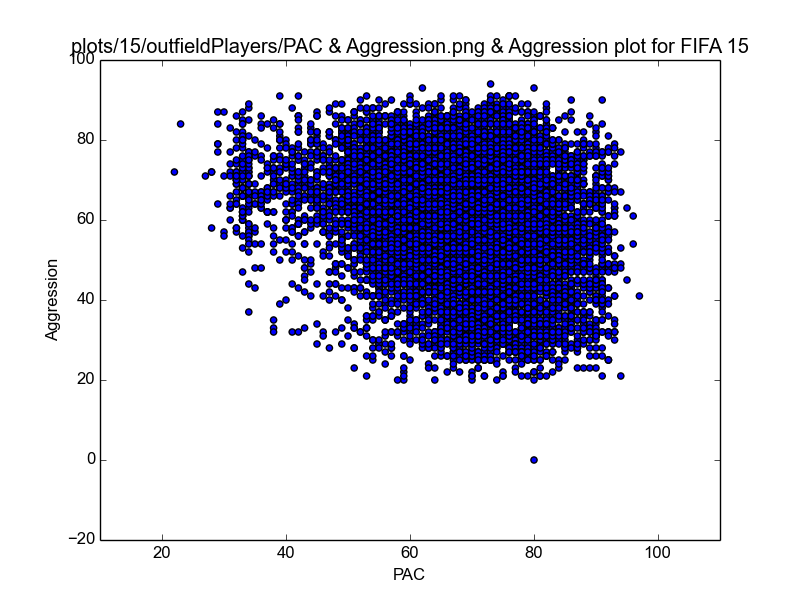 plots/15/outfieldPlayers/PAC & Aggression.png & Aggression plot for FIFA 15
100
80
60
40
20
0
−20
Aggression
20 40 60 80 100
PAC